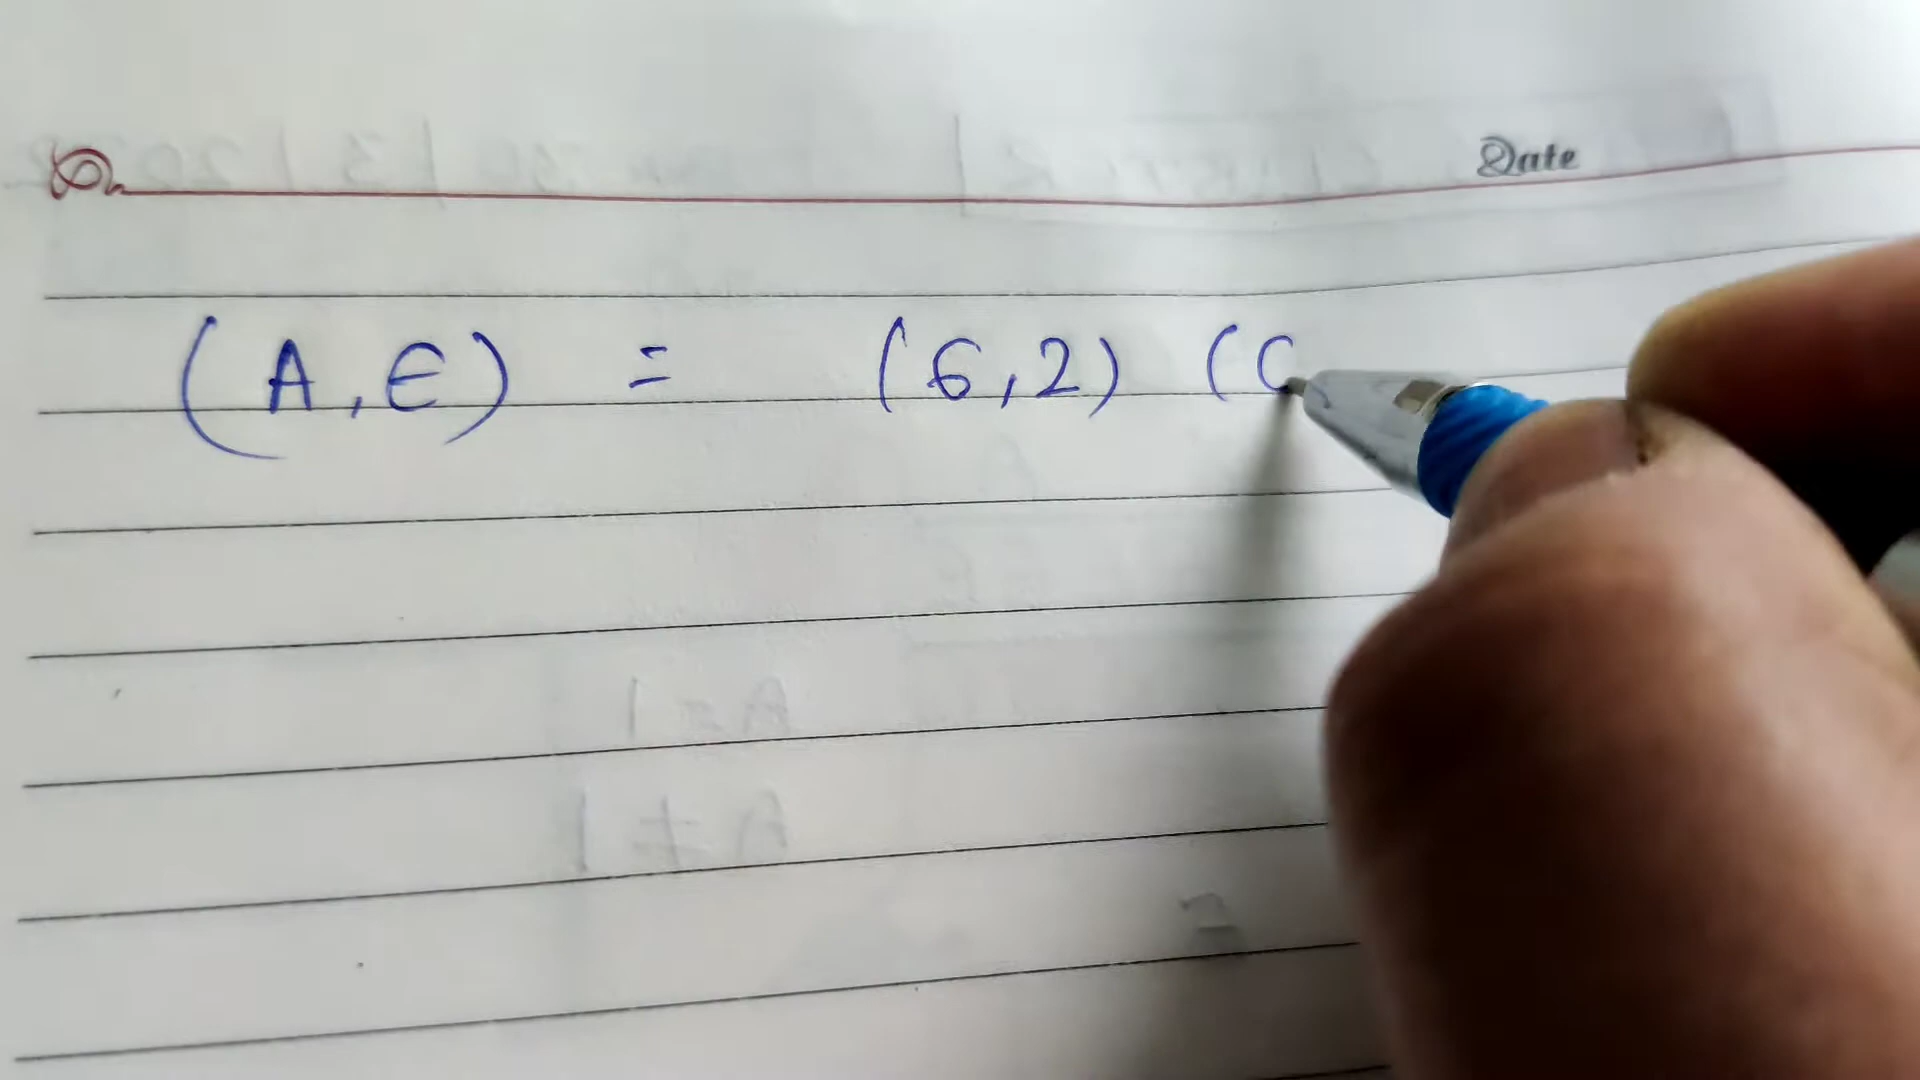 Date
(A, E) = (6,2) (